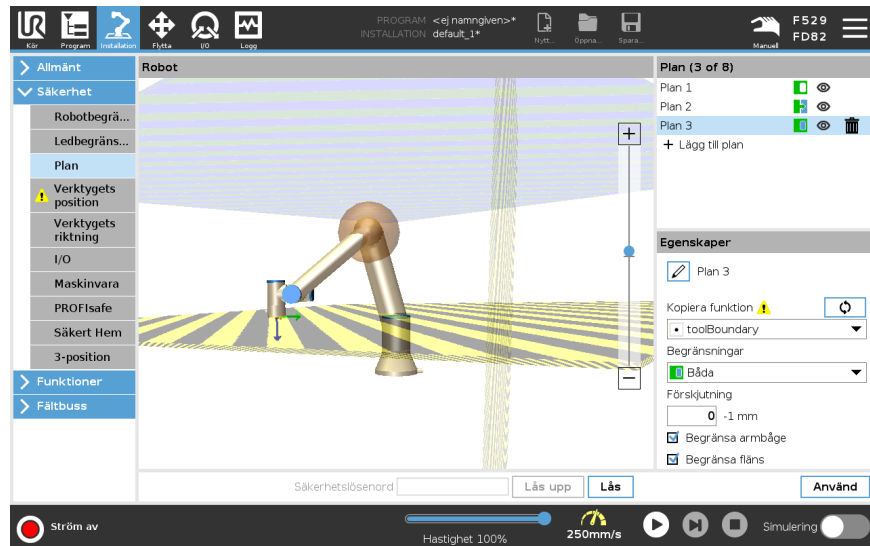 PROGRAM <ej namngiven>*
INSTALLATION default_1*
Kör
Program
Installation
Flytta
I/O
Logg
Nytt...
Öppna...
Spara...
Manuell
F529
FD82
Allmänt
Säkerhet
Robotbegrä...
Ledbegräns...
Plan
Verktygets
position
Verktygets
riktning
I/O
Maskinvara
PROFIsafe
Säkert Hem
3-position
Funktioner
Fältbuss
Robot
Plan (3 of 8)
Plan 1
Plan 2
Plan 3
+ Lägg till plan
Egenskaper
Plan 3
Kopiera funktion
toolBoundary
Begränsningar
Båda
Förskjutning
0 -1 mm
Begränsa armbåge
Begränsa fläns
Säkerhetslösenord
Lås upp
Lås
Använd
Ström av
Hastighet 100%
250mm/s
Simulering